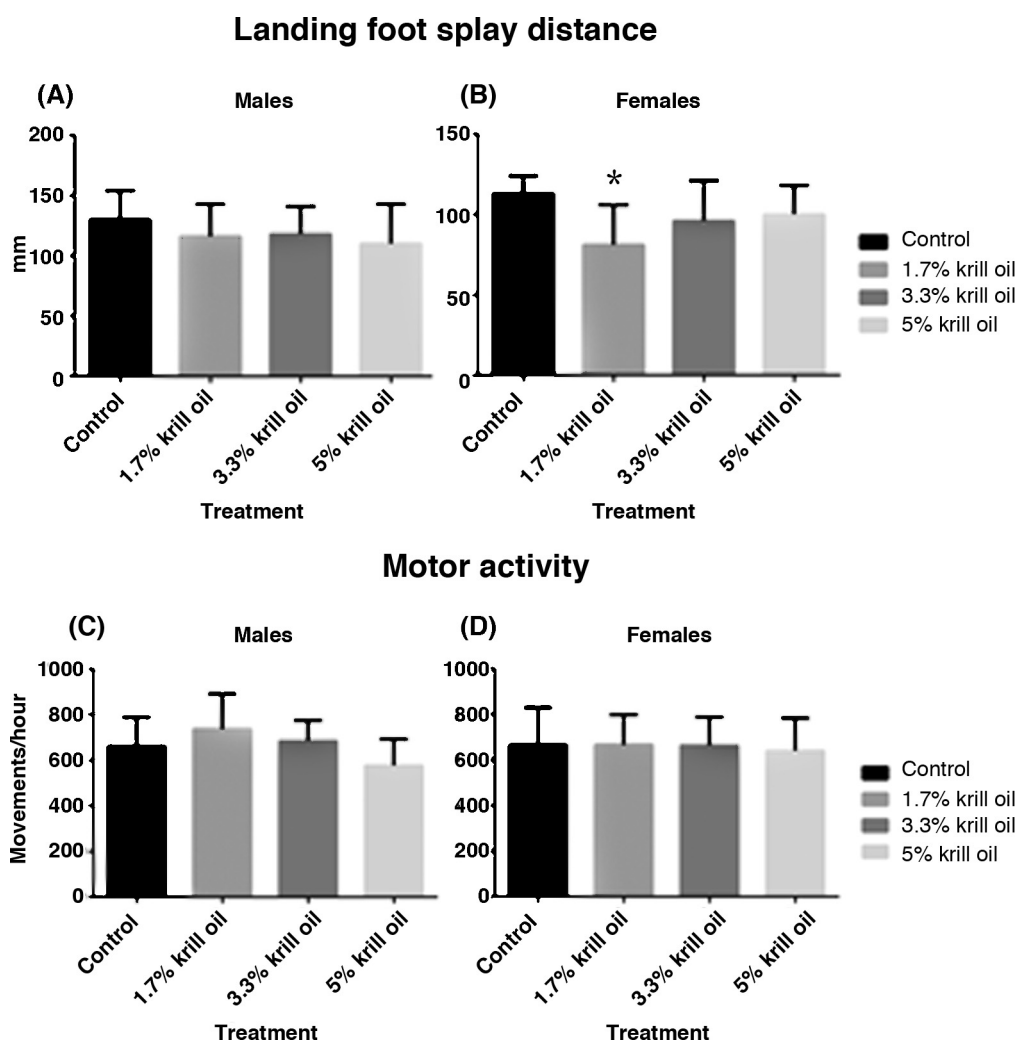 Landing foot splay distance
(A)
Males
200
150
100
50
0
mm
Control
1.7% krill oil
3.3% krill oil
5% krill oil
Treatment
(B)
Females
150
100
50
0
*
Control
1.7% krill oil
3.3% krill oil
5% krill oil
Treatment
Control
1.7% krill oil
3.3% krill oil
5% krill oil
Motor activity
(C)
Males
1000
800
600
400
200
0
Movements/hour
Control
1.7% krill oil
3.3% krill oil
5% krill oil
Treatment
(D)
Females
1000
800
600
400
200
0
Control
1.7% krill oil
3.3% krill oil
5% krill oil
Treatment
Control
1.7% krill oil
3.3% krill oil
5% krill oil